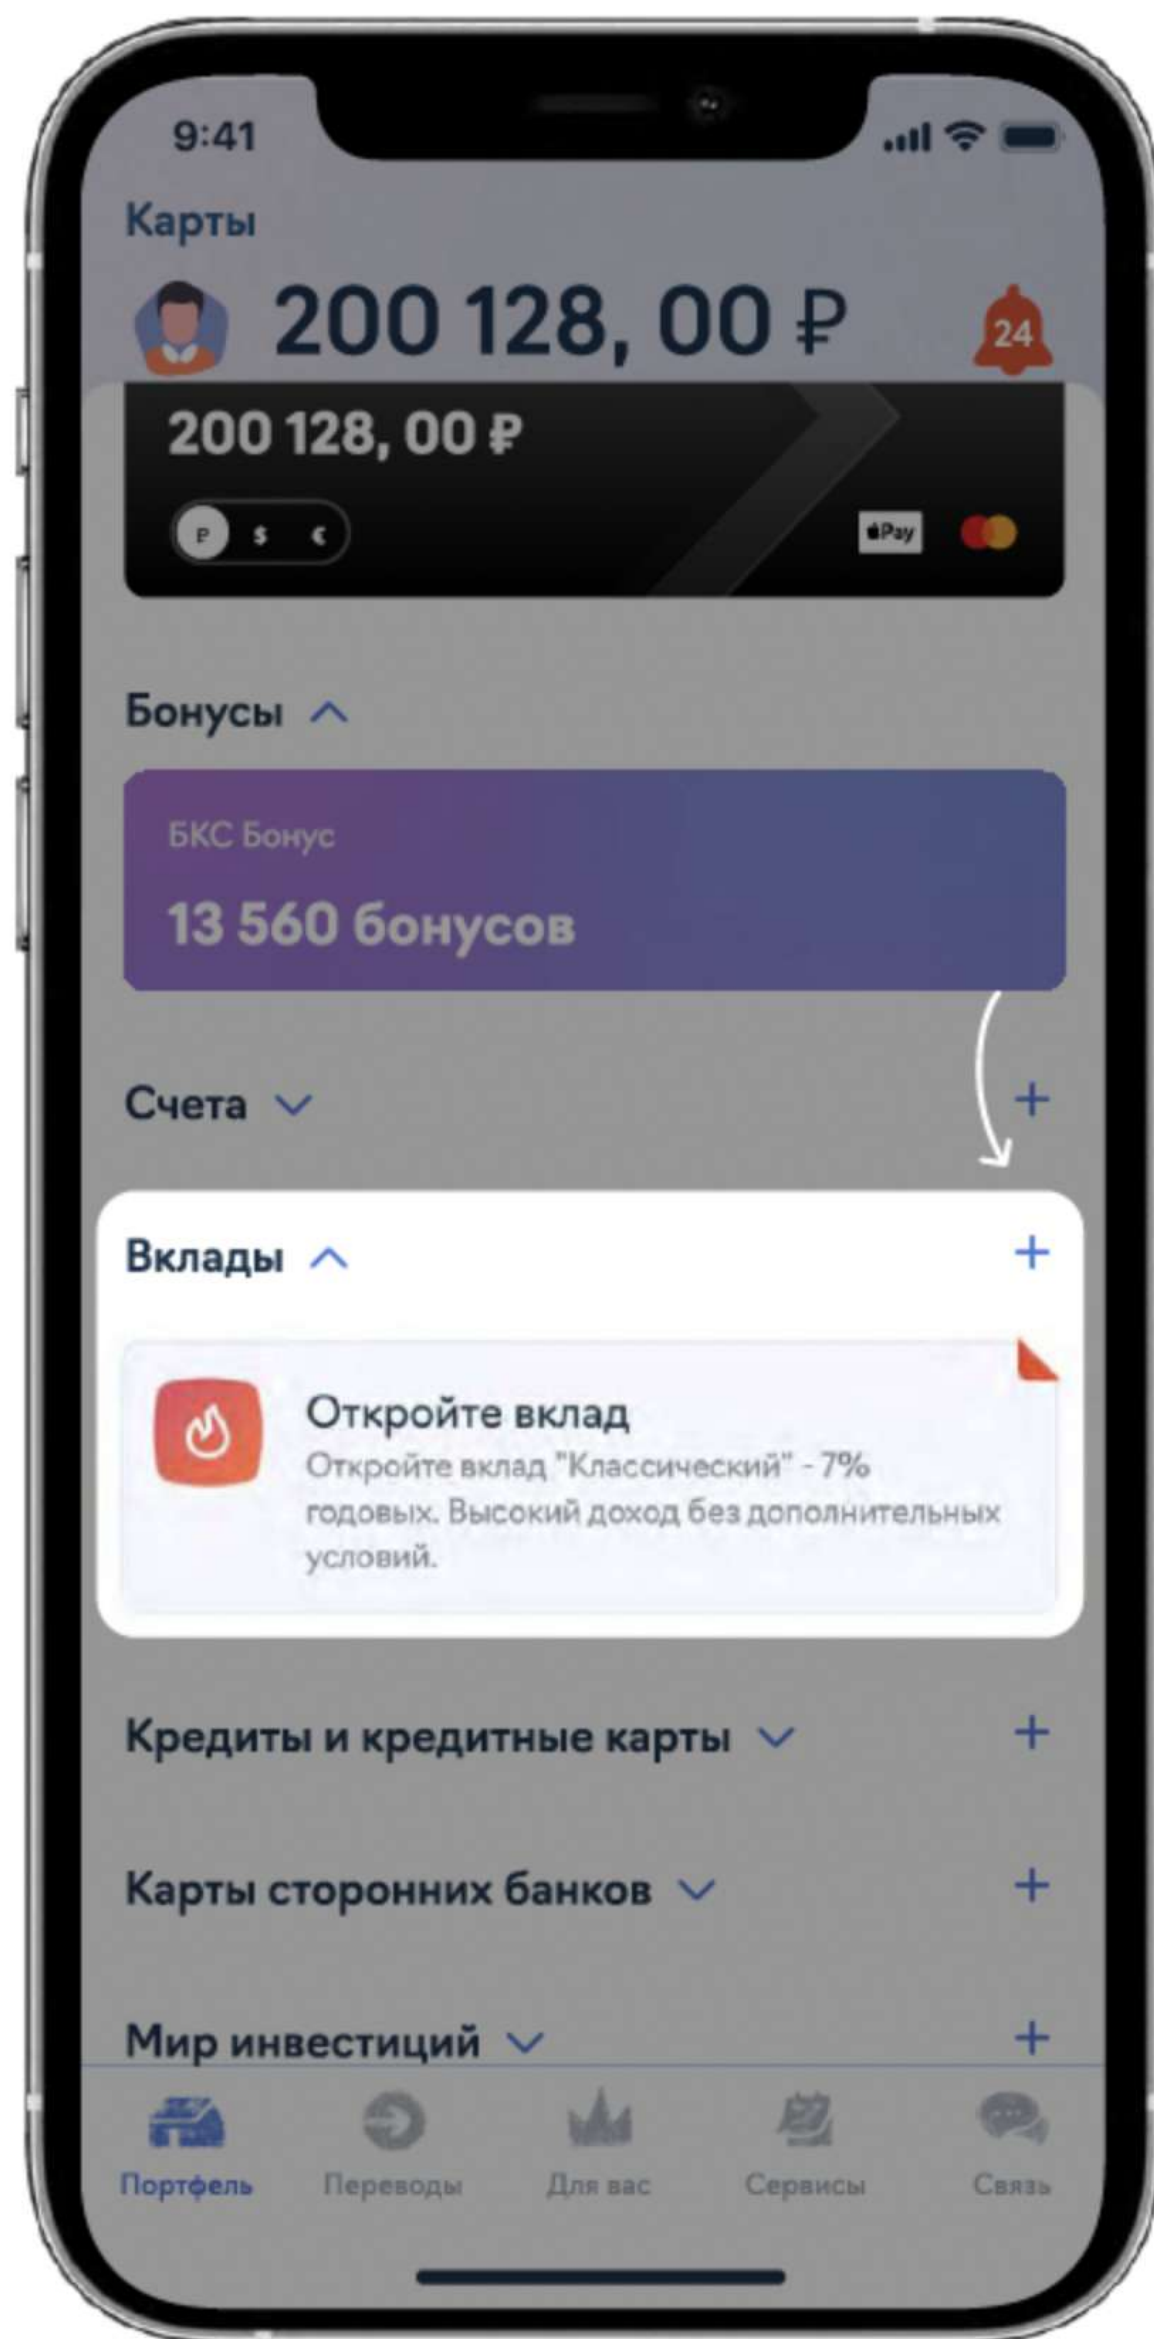 9:41
Карты
200 128, 00 ₽
24
200 128, 00 ₽
₽ $ €
Pay
Бонусы
БКС Бонус
13 560 бонусов
Счета
Вклады
Откройте вклад
Откройте вклад "Классический" - 7%
годовых. Высокий доход без дополнительных
условий.
Кредиты и кредитные карты
Карты сторонних банков
Мир инвестиций
Портфель Переводы Для вас Сервисы Связь